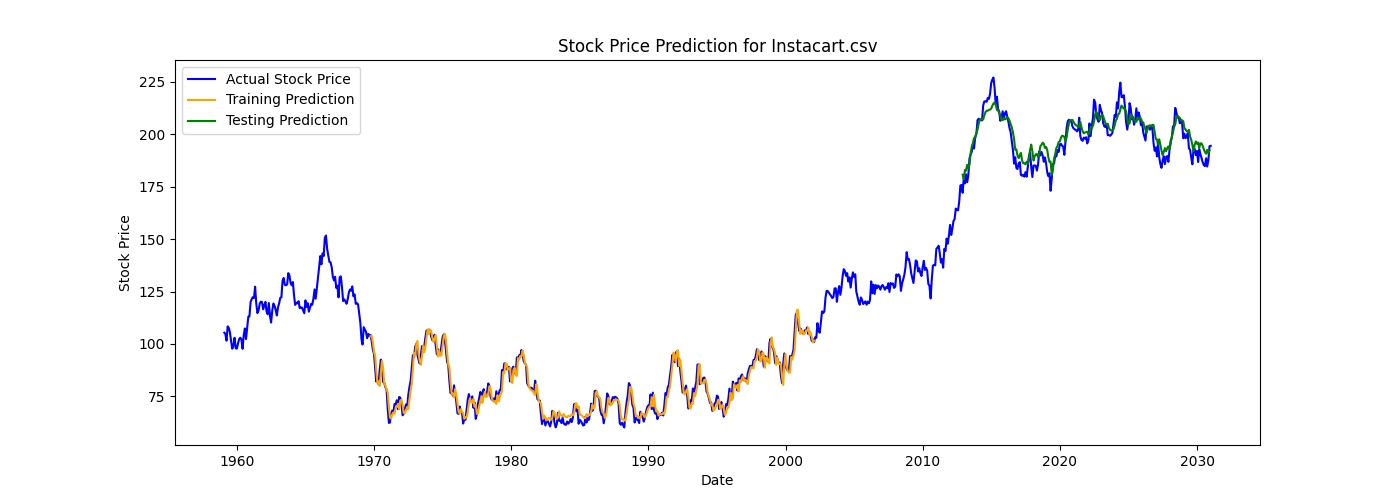 Stock Price Prediction for Instacart.csv
Actual Stock Price
Training Prediction
Testing Prediction
225
200
175
150
125
100
75
Stock Price
1960 1970 1980 1990 2000 2010 2020 2030
Date